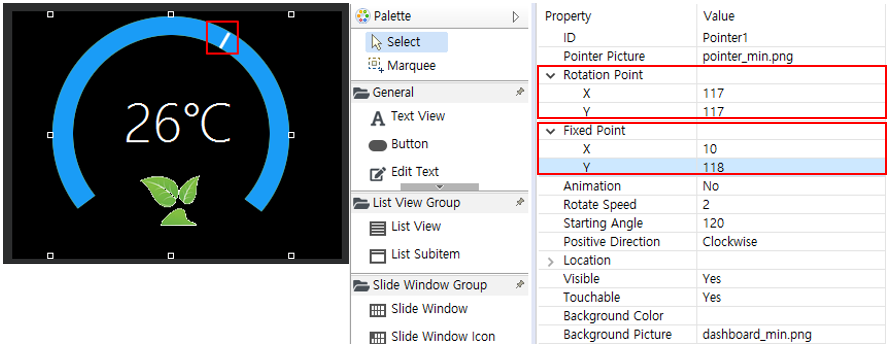 26℃
Palette
Select
Marquee
General
Text View
Button
Edit Text
List View Group
List View
List Subitem
Slide Window Group
Slide Window
Slide Window Icon
Property Value
ID Pointer1
Pointer Picture pointer_min.png
Rotation Point
X 117
Y 117
Fixed Point
X 10
Y 118
Animation No
Rotate Speed 2
Starting Angle 120
Positive Direction Clockwise
Location
Visible Yes
Touchable Yes
Background Color
Background Picture dashboard_min.png